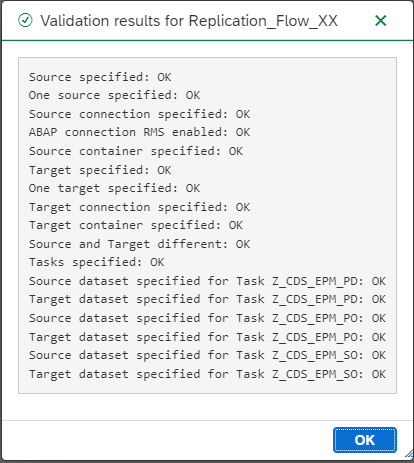 Validation results for Replication_Flow_XX
Source specified: OK
One source specified: OK
Source connection specified: OK
ABAP connection RMS enabled: OK
Source container specified: OK
Target specified: OK
One target specified: OK
Target connection specified: OK
Target container specified: OK
Source and Target different: OK
Tasks specified: OK
Source dataset specified for Task Z_CDS_EPM_PD: OK
Target dataset specified for Task Z_CDS_EPM_PD: OK
Source dataset specified for Task Z_CDS_EPM_PO: OK
Target dataset specified for Task Z_CDS_EPM_PO: OK
Source dataset specified for Task Z_CDS_EPM_SO: OK
Target dataset specified for Task Z_CDS_EPM_SO: OK
OK